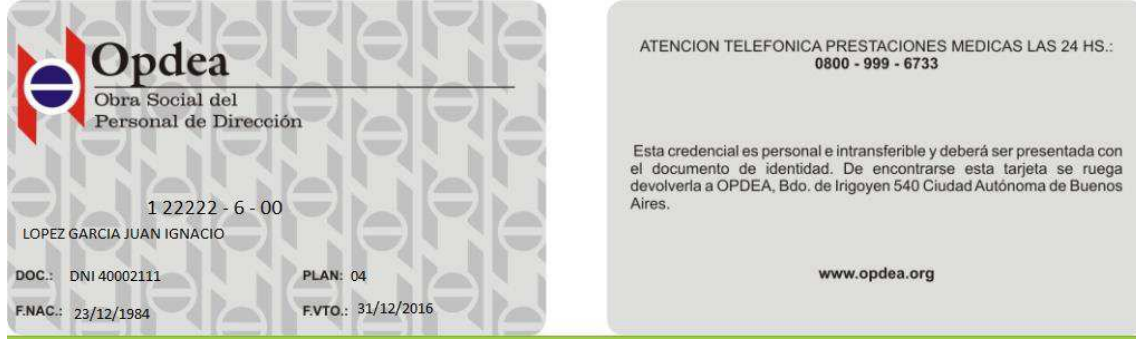 Opdea
Obra Social del
Personal de Dirección
1 22222 - 6 - 00
LOPEZ GARCIA JUAN IGNACIO
DOC.: DNI 40002111 PLAN: 04
F.NAC.: 23/12/1984 F.VTO.: 31/12/2016
ATENCION TELEFONICA PRESTACIONES MEDICAS LAS 24 HS.:
0800 - 999 - 6733
Esta credencial es personal e intransferible y deberá ser presentada con
el documento de identidad. De encontrarse esta tarjeta se ruega
devolverla a OPDEA, Bdo. de Irigoyen 540 Ciudad Autónoma de Buenos
Aires.
www.opdea.org